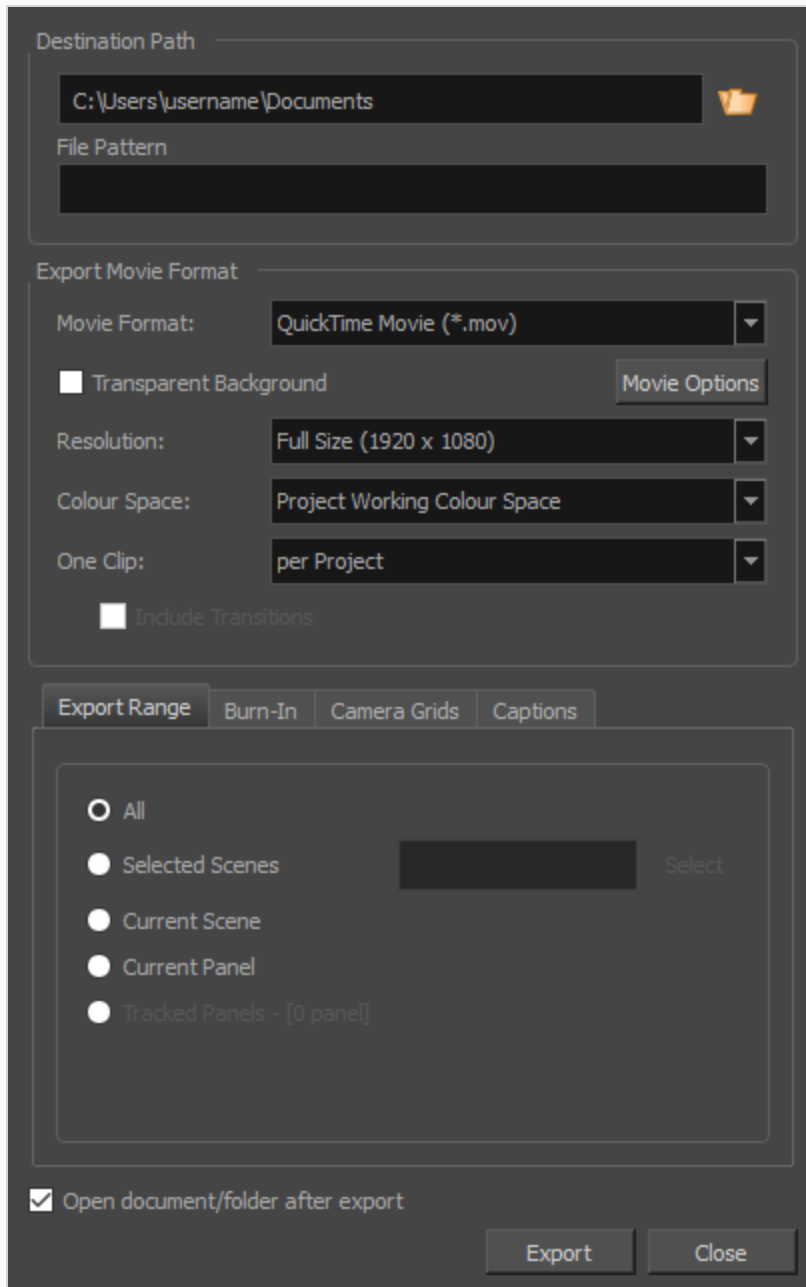 Destination Path
C:\Users\username\Documents
File Pattern
Export Movie Format
Movie Format: QuickTime Movie (*.mov)
Transparent Background Movie Options
Resolution: Full Size (1920 x 1080)
Colour Space: Project Working Colour Space
One Clip: per Project
Include Transitions
Export Range Burn-In Camera Grids Captions
All
Selected Scenes Select
Current Scene
Current Panel
Tracked Panels - [0 panel]
Open document/folder after export
Export Close